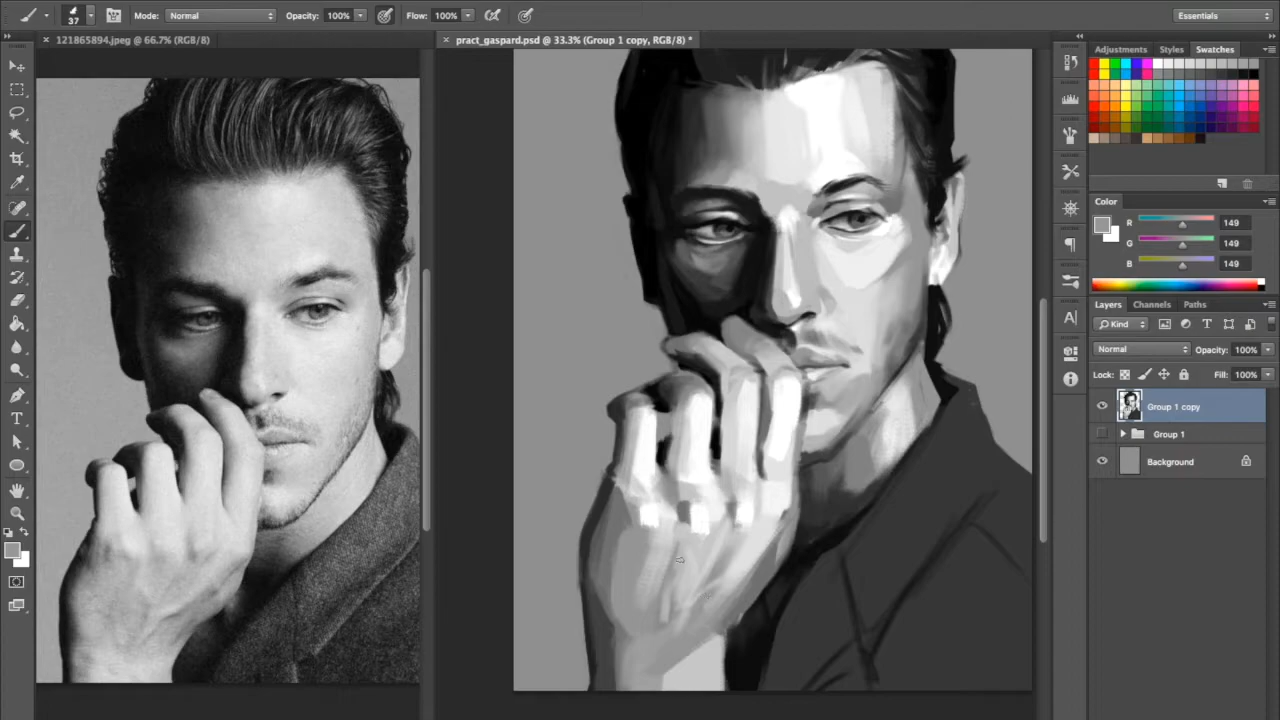 37 Mode: Normal Opacity: 100% Flow: 100% Essentials
121865894.jpeg @ 66.7% (RGB/8)
pract_gaspard.psd @ 33.3% (Group 1 copy, RGB/8) *
Adjustments Styles Swatches
Color
R 149
G 149
B 149
Layers Channels Paths
Kind
Normal Opacity: 100%
Lock: Fill: 100%
Group 1 copy
Group 1
Background